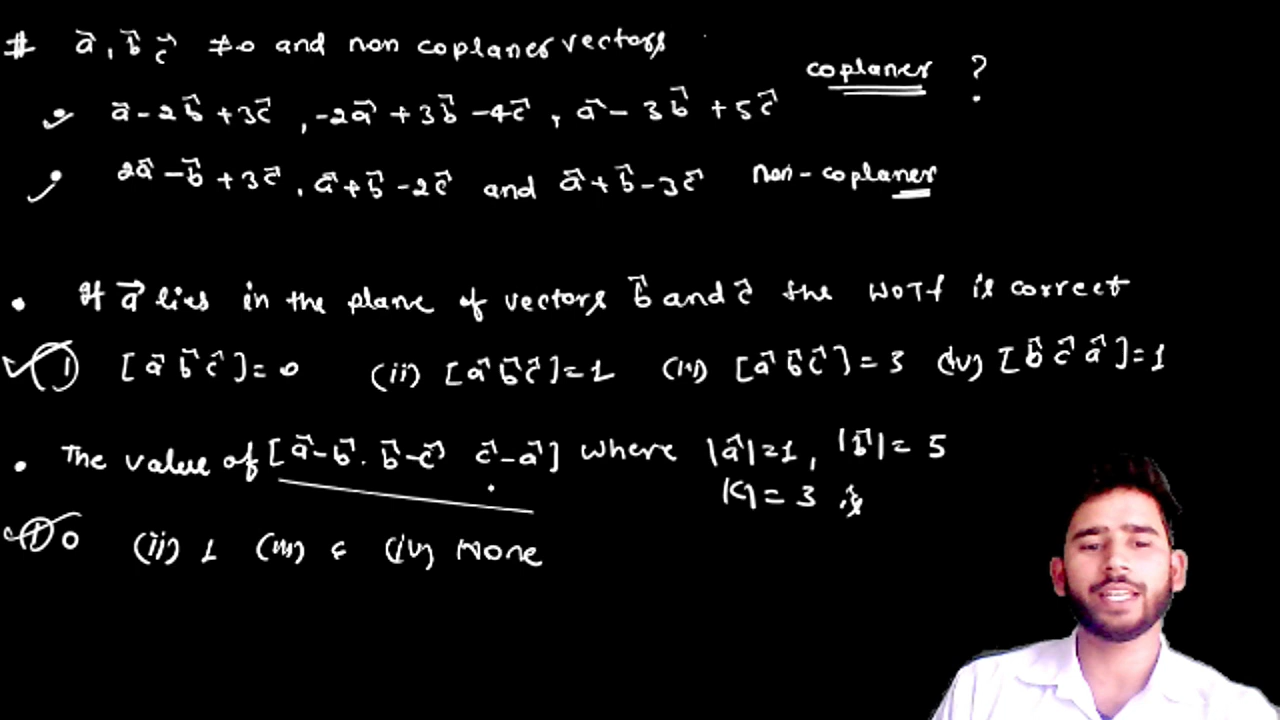 # a⃗, b⃗ c⃗ ≠0 and non coplaner vectors
coplaner ?
• a⃗ - 2b⃗ + 3c⃗, -2a⃗ + 3b⃗ - 4c⃗, a⃗ - 3b⃗ + 5c⃗
• 2a⃗ - b⃗ + 3c⃗, a⃗ + b⃗ - 2c⃗ and a⃗ + b⃗ - 3c⃗ non-coplaner
• If a⃗ lies in the plane of vectors b⃗ and c⃗ the WOTF is correct
(i) [a⃗ b⃗ c⃗] = 0 (ii) [a⃗ b⃗ c⃗] = 1 (iii) [a⃗ b⃗ c⃗] = 3 (iv) [b⃗ c⃗ a⃗] = 1
• The value of [a⃗-b⃗. b⃗-c⃗ c⃗-a⃗] where |a⃗|=1, |b⃗|= 5
|c|= 3 is
(i) 0 (ii) 1 (iii) (iv) None